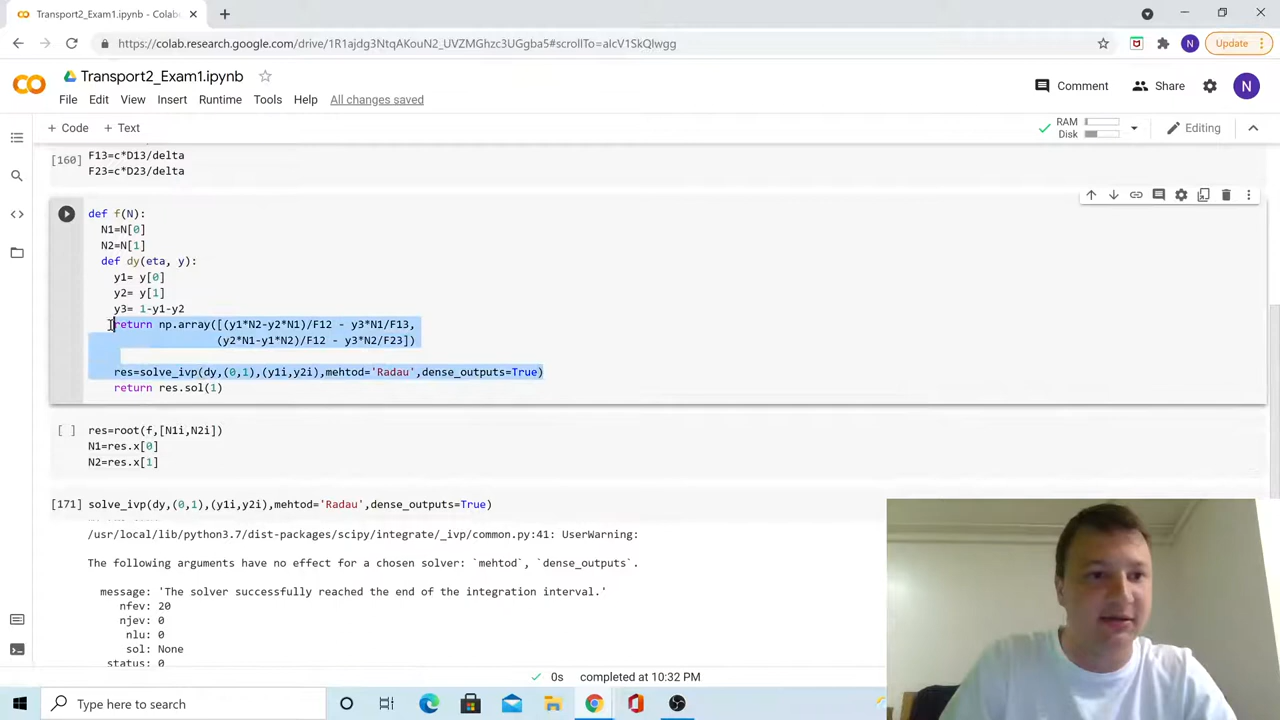 Transport2_Exam1.ipynb - Colab
https://colab.research.google.com/drive/1R1ajdg3NtqAKouN2_UVZMGhzc3UGgba5#scrollTo=aIcV1SkQlwgg
N
Update
Transport2_Exam1.ipynb
File Edit View Insert Runtime Tools Help All changes saved
Comment
Share
N
+ Code + Text
RAM
Disk
Editing
F13=c*D13/delta
[160]
F23=c*D23/delta
def f(N):
N1=N[0]
N2=N[1]
def dy(eta, y):
y1= y[0]
y2= y[1]
y3= 1-y1-y2
return np.array([(y1*N2-y2*N1)/F12 - y3*N1/F13,
(y2*N1-y1*N2)/F12 - y3*N2/F23])
res=solve_ivp(dy,(0,1),(y1i,y2i),mehtod='Radau',dense_outputs=True)
return res.sol(1)
[ ] res=root(f,[N1i,N2i])
N1=res.x[0]
N2=res.x[1]
[171] solve_ivp(dy,(0,1),(y1i,y2i),mehtod='Radau',dense_outputs=True)
/usr/local/lib/python3.7/dist-packages/scipy/integrate/_ivp/common.py:41: UserWarning:
The following arguments have no effect for a chosen solver: `mehtod`, `dense_outputs`.
message: 'The solver successfully reached the end of the integration interval.'
nfev: 20
njev: 0
nlu: 0
sol: None
status: 0
0s completed at 10:32 PM
Type here to search